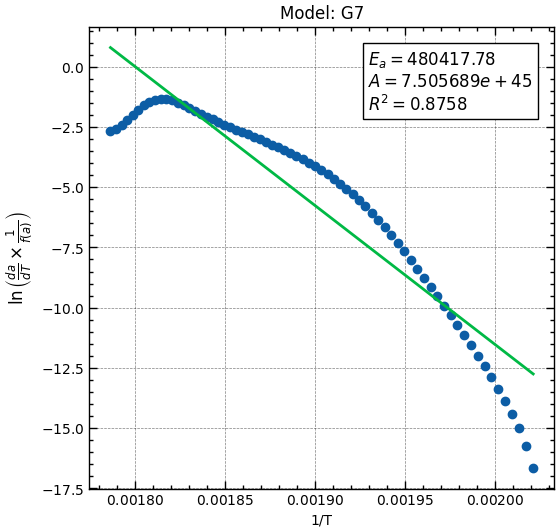 Model: G7
E_a = 480417.78
A = 7.505689e + 45
R^2 = 0.8758
0.0
−2.5
−5.0
−7.5
−10.0
−12.5
−15.0
−17.5
ln (da/dT × 1/f(a))
0.00180
0.00185
0.00190
0.00195
0.00200
1/T